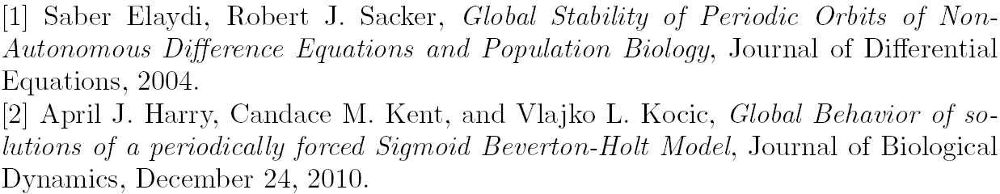 [1] Saber Elaydi, Robert J. Sacker, Global Stability of Periodic Orbits of Non-
Autonomous Difference Equations and Population Biology, Journal of Differential
Equations, 2004.
[2] April J. Harry, Candace M. Kent, and Vlajko L. Kocic, Global Behavior of so-
lutions of a periodically forced Sigmoid Beverton-Holt Model, Journal of Biological
Dynamics, December 24, 2010.